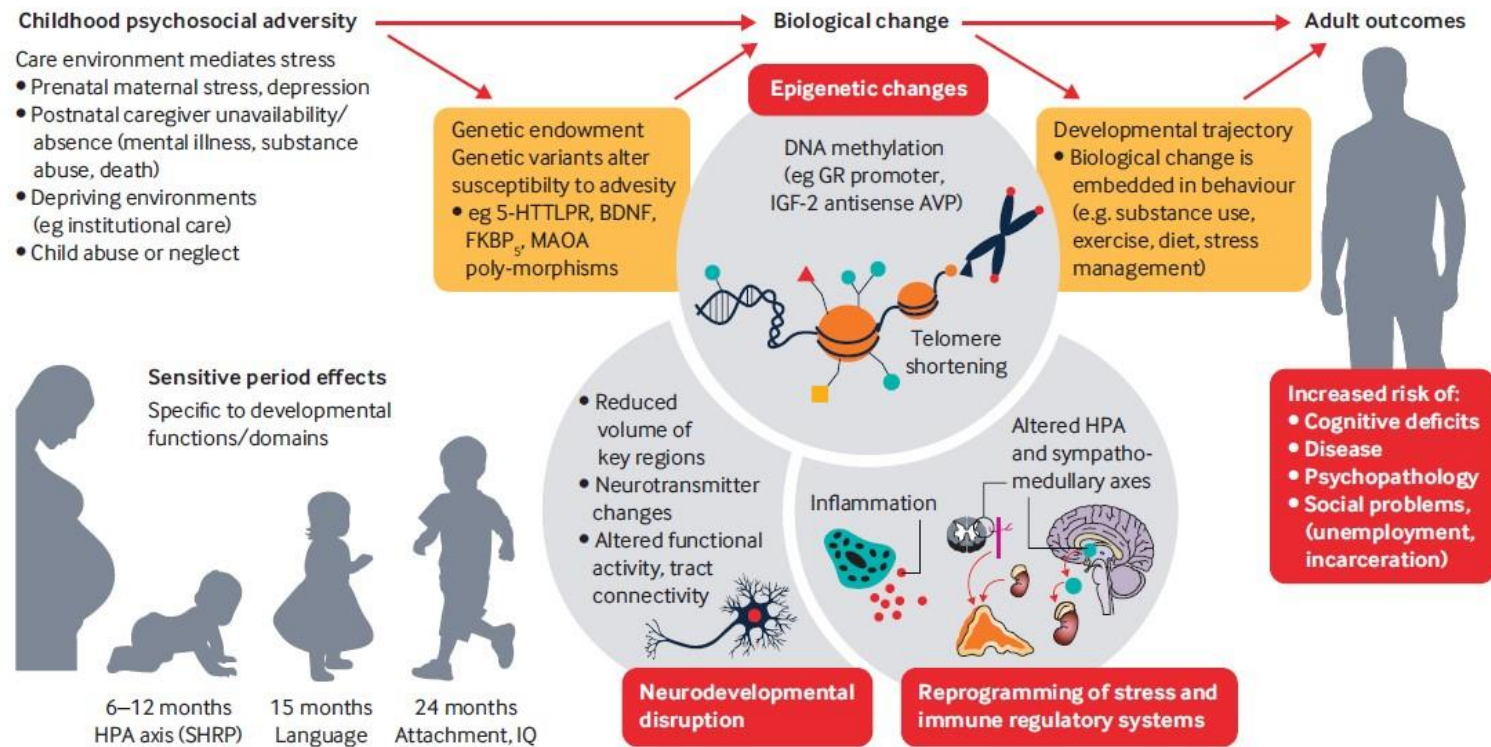 Childhood psychosocial adversity
Care environment mediates stress
• Prenatal maternal stress, depression
• Postnatal caregiver unavailability/
absence (mental illness, substance
abuse, death)
• Depriving environments
(eg institutional care)
• Child abuse or neglect
Genetic endowment
Genetic variants alter
susceptibilty to advesity
• eg 5-HTTLPR, BDNF,
FKBP5, MAOA
poly-morphisms
Biological change
Epigenetic changes
DNA methylation
(eg GR promoter,
IGF-2 antisense AVP)
Telomere
shortening
Developmental trajectory
• Biological change is
embedded in behaviour
(e.g. substance use,
exercise, diet, stress
management)
Adult outcomes
Increased risk of:
• Cognitive deficits
• Disease
• Psychopathology
• Social problems,
(unemployment,
incarceration)
Sensitive period effects
Specific to developmental
functions/domains
6–12 months
HPA axis (SHRP)
15 months
Language
24 months
Attachment, IQ
• Reduced
volume of
key regions
• Neurotransmitter
changes
• Altered functional
activity, tract
connectivity
Neurodevelopmental
disruption
Inflammation
Altered HPA
and sympatho-
medullary axes
Reprogramming of stress and
immune regulatory systems